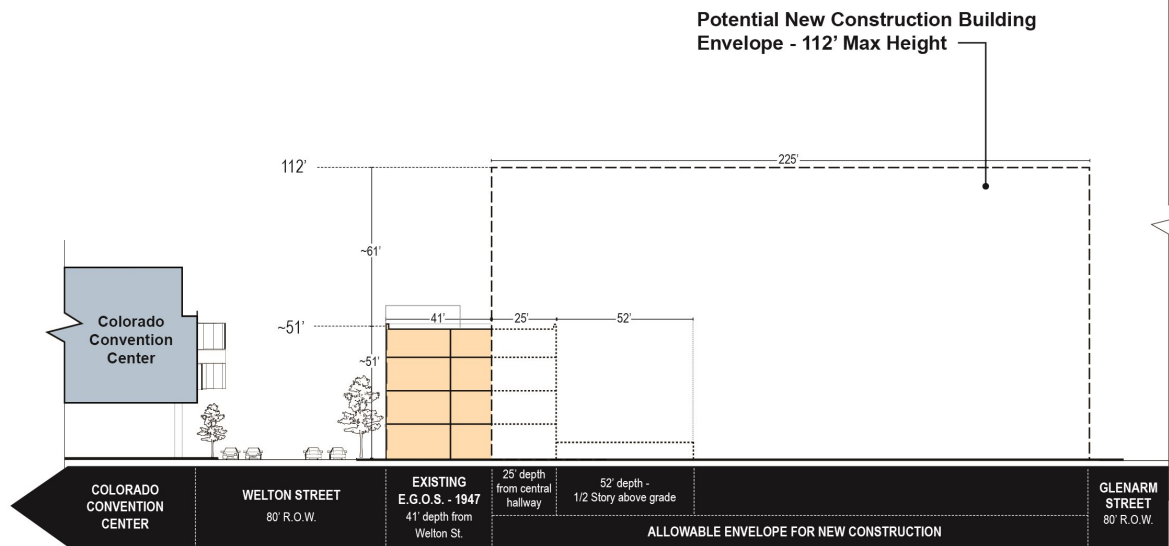 Potential New Construction Building
Envelope - 112’ Max Height
225’
112’
~61’
41’
25’
52’
~51’
~51’
Colorado
Convention
Center
COLORADO
CONVENTION
CENTER
WELTON STREET
80’ R.O.W.
EXISTING
E.G.O.S. - 1947
41’ depth from
Welton St.
25’ depth
from central
hallway
52’ depth -
1/2 Story above grade
ALLOWABLE ENVELOPE FOR NEW CONSTRUCTION
GLENARM
STREET
80’ R.O.W.